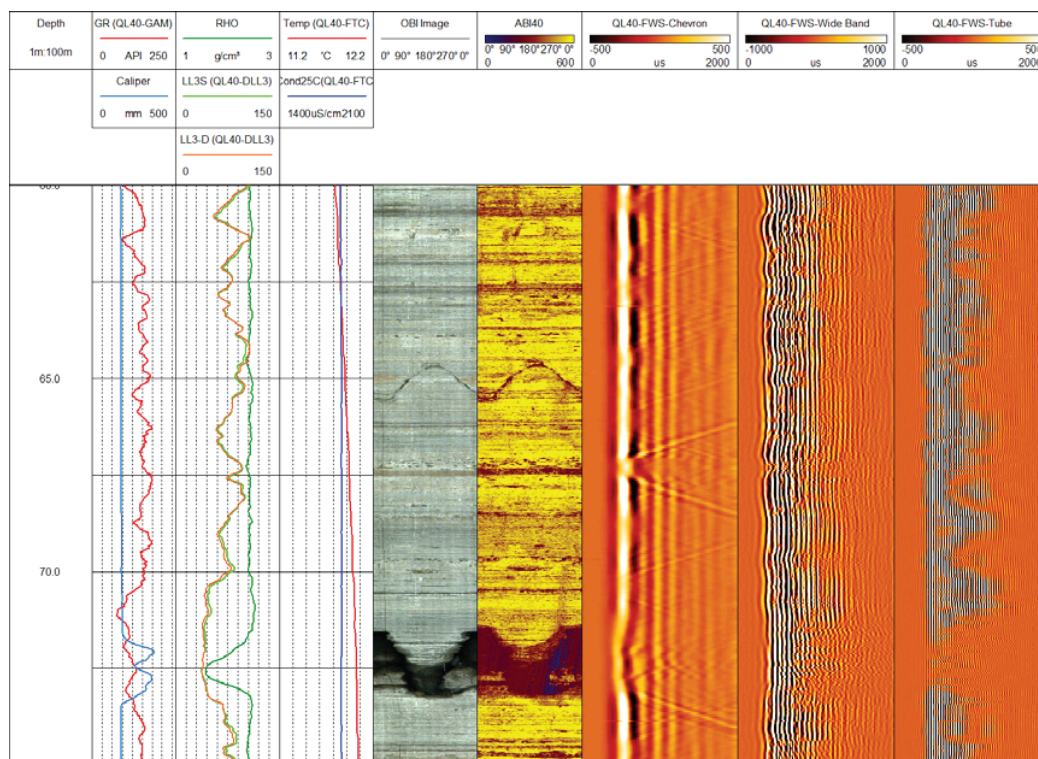 Depth
1m:100m
GR (QL40-GAM)
0 API 250
Caliper
0 mm 500
RHO
1 g/cm³ 3
LL3S (QL40-DLL3)
0 150
LL3-D (QL40-DLL3)
0 150
Temp (QL40-FTC)
11.2 °C 12.2
Cond25C(QL40-FTC
1400uS/cm2100
OBI Image
0° 90° 180°270° 0°
ABI40
0° 90° 180°270°0°
0 600
QL40-FWS-Chevron
-500 500
0 us 2000
QL40-FWS-Wide Band
-1000 1000
0 us 2000
QL40-FWS-Tube
-500 500
0 us 2000
65.0
70.0